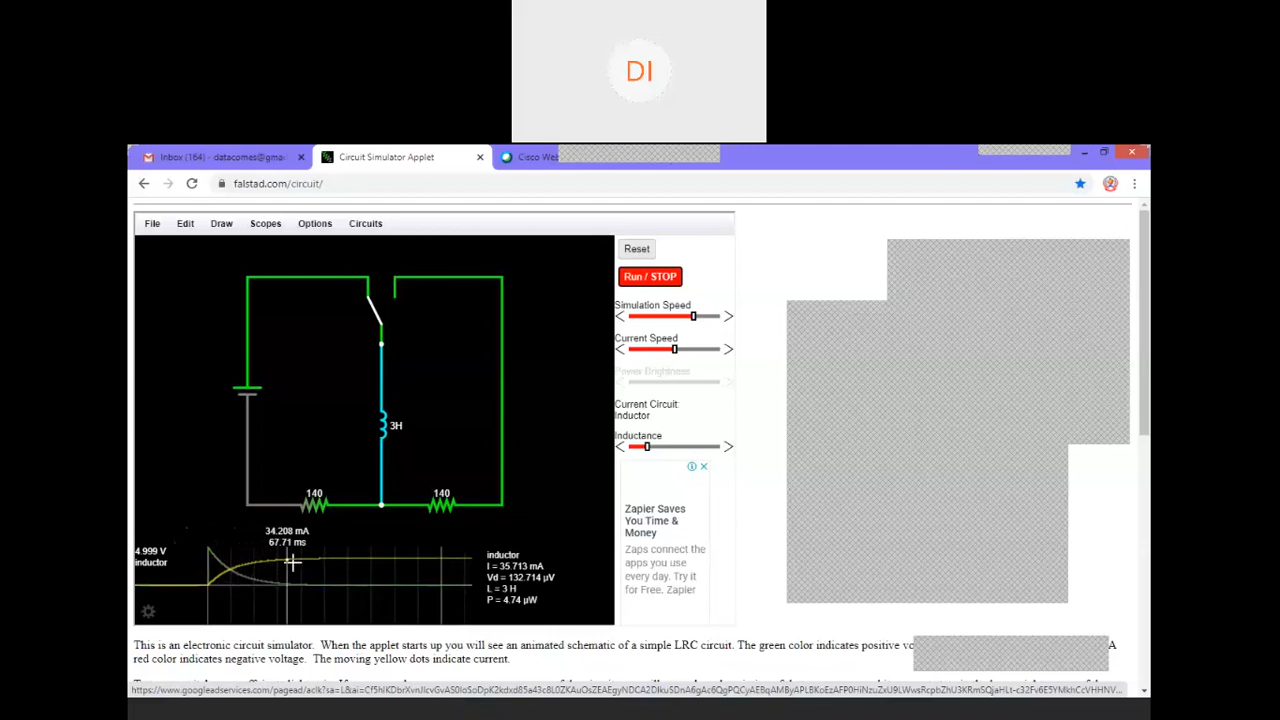 DI
Inbox (164) - datacomes@gmai
Circuit Simulator Applet
Cisco Web
falstad.com/circuit/
File Edit Draw Scopes Options Circuits
Reset
Run / STOP
Simulation Speed
Current Speed
Power Brightness
Current Circuit:
Inductor
Inductance
3H
140
140
34.208 mA
67.71 ms
4.999 V
inductor
inductor
I = 35.713 mA
Vd = 132.714 μV
L = 3 H
P = 4.74 μW
Zapier Saves
You Time &
Money
Zaps connect the
apps you use
every day. Try it
for Free. Zapier
This is an electronic circuit simulator. When the applet starts up you will see an animated schematic of a simple LRC circuit. The green color indicates positive A
red color indicates negative voltage. The moving yellow dots indicate current.